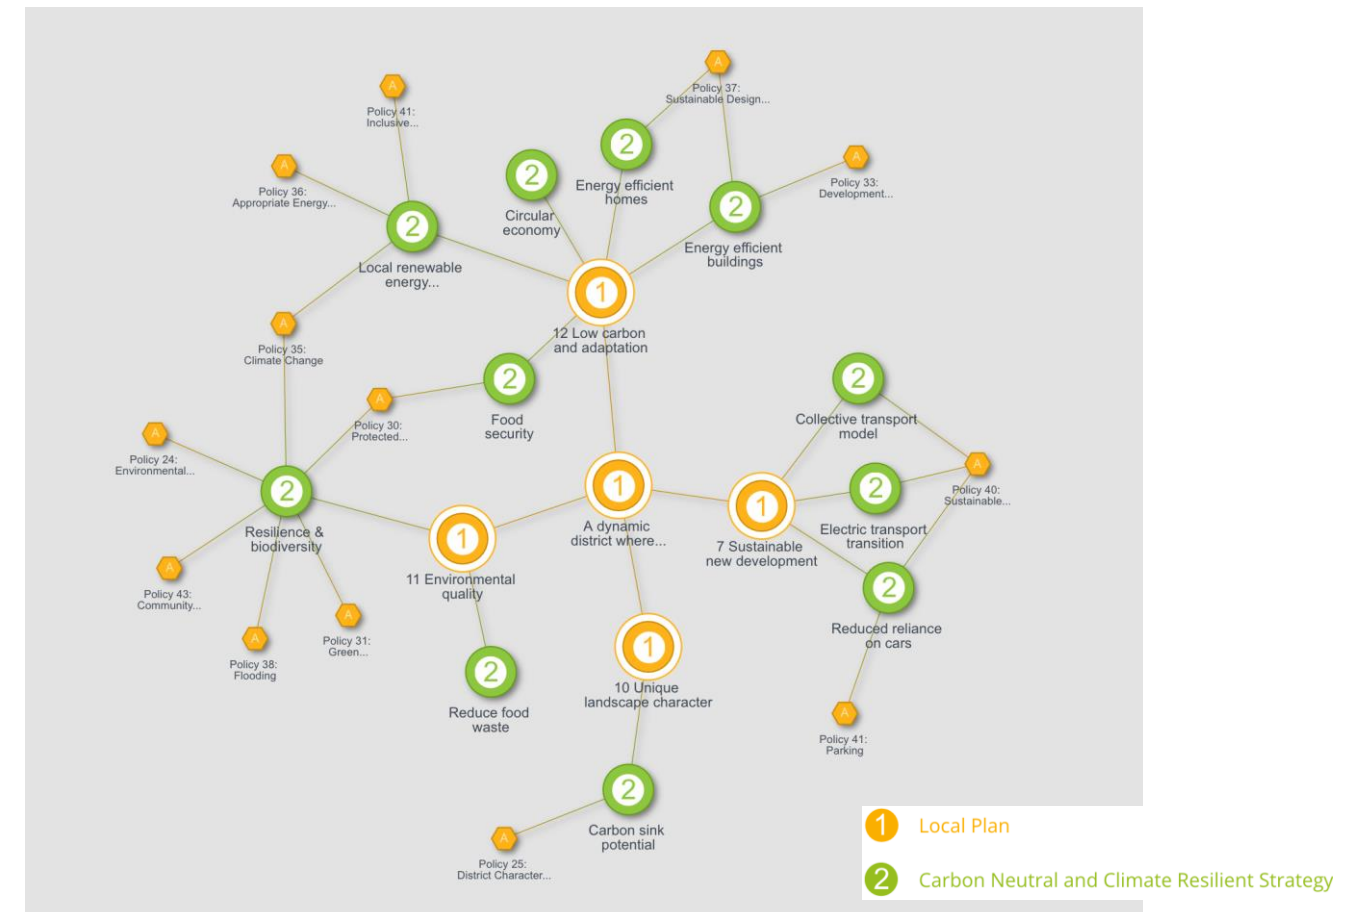 A
Policy 37:
Sustainable Design...
A
Policy 41:
Inclusive...
2
Energy efficient
homes
A
Policy 33:
Development...
A
Policy 36:
Appropriate Energy...
2
Circular
economy
2
Energy efficient
buildings
2
Local renewable
energy...
1
12 Low carbon
and adaptation
A
Policy 35:
Climate Change
2
Food
security
A
Policy 30:
Protected...
2
Collective transport
model
A
Policy 24:
Environmental...
2
Resilience &
biodiversity
1
A dynamic
district where...
1
7 Sustainable
new development
2
Electric transport
transition
A
Policy 40:
Sustainable...
1
11 Environmental
quality
A
Policy 43:
Community...
2
Reduced reliance
on cars
A
Policy 38:
Flooding
A
Policy 31:
Green...
1
10 Unique
landscape character
2
Reduce food
waste
A
Policy 41:
Parking
2
Carbon sink
potential
A
Policy 25:
District Character...
1 Local Plan
2 Carbon Neutral and Climate Resilient Strategy